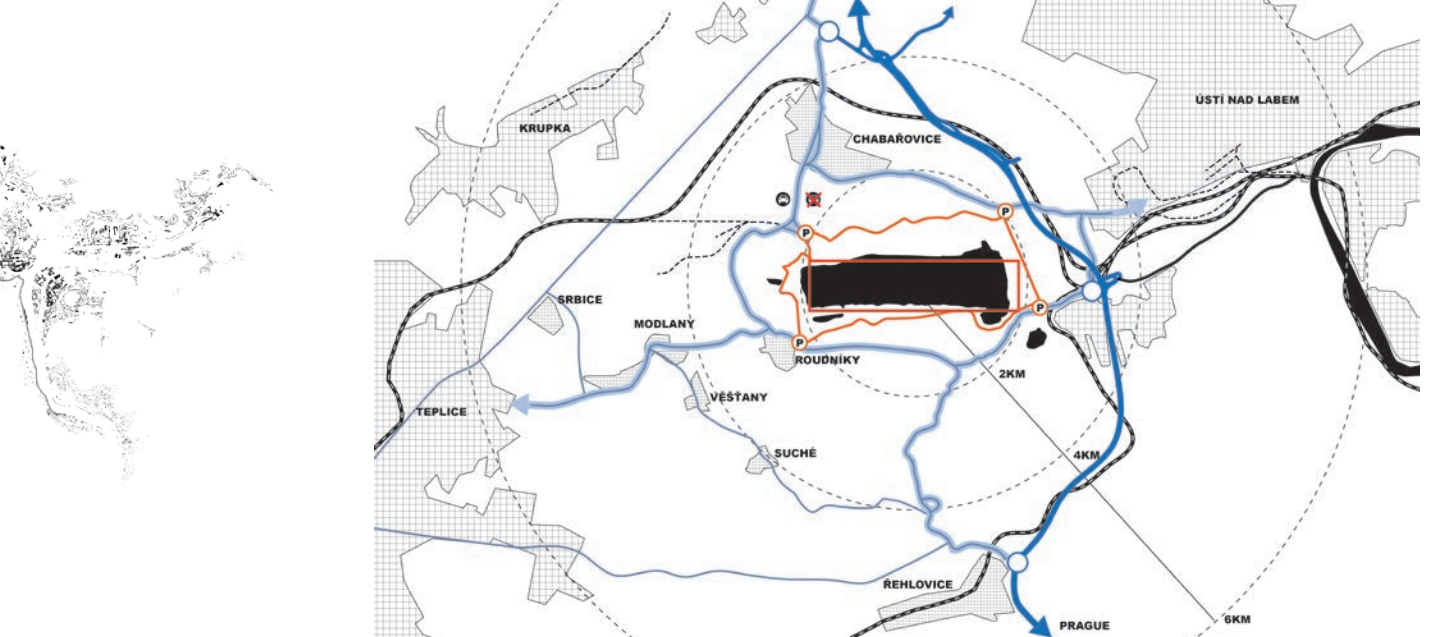 ÚSTÍ NAD LABEM
KRUPKA
CHABAŘOVICE
P
P
SRBICE
P
MODLANY
P
ROUDNÍKY
2KM
VĚŠŤANY
TEPLICE
SUCHÉ
4KM
ŘEHLOVICE
6KM
PRAGUE